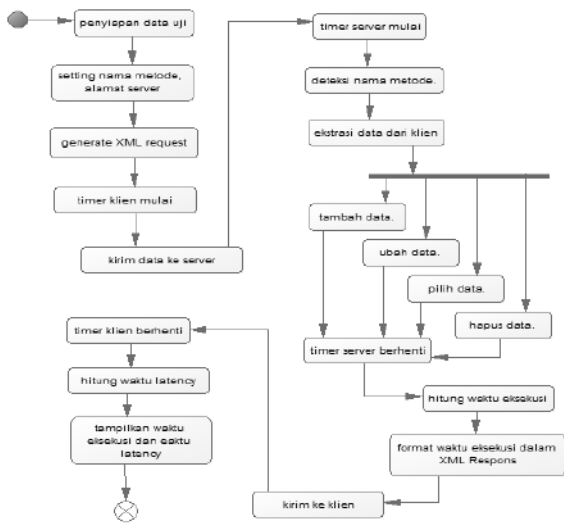 penyiapan data uji
setting nama metode,
alamat server
generate XML request
timer klien mulai
kirim data ke server
timer server mulai
deteksi nama metode.
ekstrasi data dari klien
tambah data.
ubah data.
pilih data.
hapus data.
timer server berhenti
hitung waktu eksekusi
format waktu eksekusi dalam
XML Respons
kirim ke klien
timer klien berhenti
hitung waktu latency
tampilkan waktu
eksekusi dan eaktu
latency